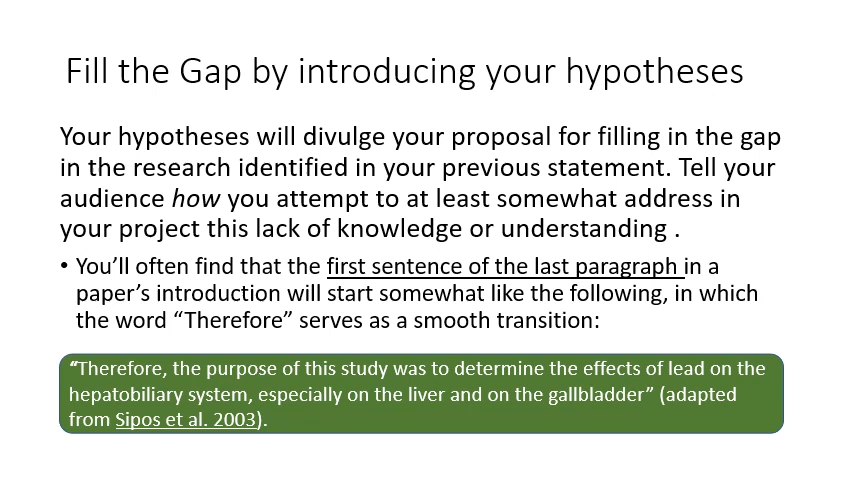 Fill the Gap by introducing your hypotheses
Your hypotheses will divulge your proposal for filling in the gap
in the research identified in your previous statement. Tell your
audience how you attempt to at least somewhat address in
your project this lack of knowledge or understanding .
• You’ll often find that the first sentence of the last paragraph in a
paper’s introduction will start somewhat like the following, in which
the word “Therefore” serves as a smooth transition:
“Therefore, the purpose of this study was to determine the effects of lead on the
hepatobiliary system, especially on the liver and on the gallbladder” (adapted
from Sipos et al. 2003).